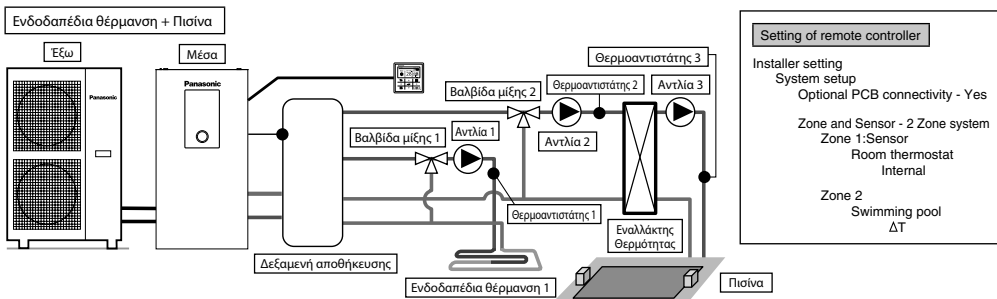 Ενδοδαπέδια θέρμανση + Πισίνα
Έξω
Μέσα
Panasonic
Panasonic
Βαλβίδα μίξης 2
Θερμοαντιστάτης 2
Θερμοαντιστάτης 3
Αντλία 3
Βαλβίδα μίξης 1
Αντλία 1
Αντλία 2
Θερμοαντιστάτης 1
Εναλλάκτης
Θερμότητας
Δεξαμενή αποθήκευσης
Ενδοδαπέδια θέρμανση 1
Πισίνα
Setting of remote controller
Installer setting
System setup
Optional PCB connectivity - Yes
Zone and Sensor - 2 Zone system
Zone 1:Sensor
Room thermostat
Internal
Zone 2
Swimming pool
ΔT